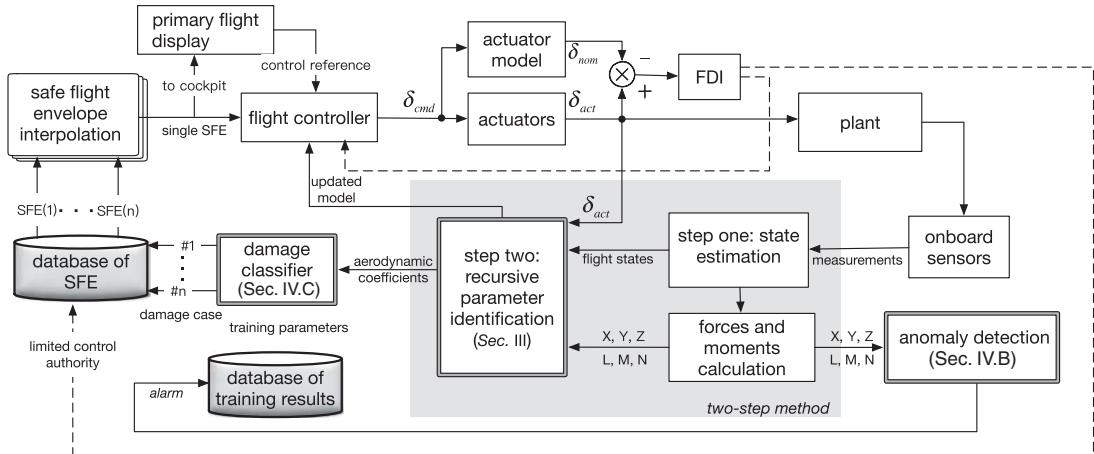 primary flight
display
control reference
to cockpit
safe flight
envelope
interpolation
single SFE
flight controller
δcmd
actuator
model
δnom
−
+
actuators
δact
FDI
plant
updated
model
SFE(1) · · · SFE(n)
database of
SFE
#1
#n
damage case
damage
classifier
(Sec. IV.C)
training parameters
aerodynamic
coefficients
δact
step two:
recursive
parameter
identification
(Sec. III)
flight states
step one: state
estimation
measurements
onboard
sensors
X, Y, Z
L, M, N
forces and
moments
calculation
X, Y, Z
L, M, N
anomaly detection
(Sec. IV.B)
two-step method
limited control
authority
alarm
database of
training results